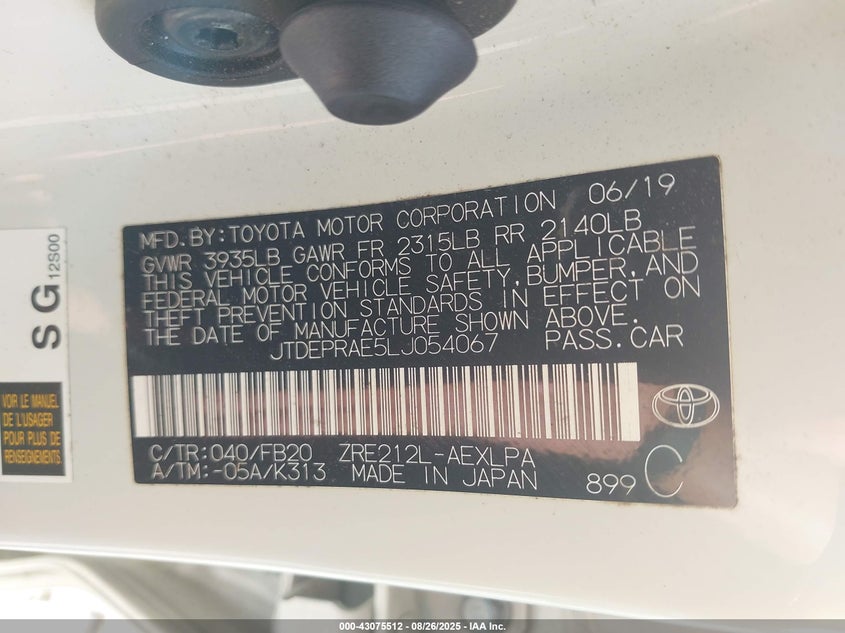 MFD.BY:TOYOTA MOTOR CORPORATION 06/19
GVWR 3935LB GAWR FR 2315LB RR 2140LB
THIS VEHICLE CONFORMS TO ALL APPLICABLE
FEDERAL MOTOR VEHICLE SAFETY,BUMPER,AND
THEFT PREVENTION STANDARDS IN EFFECT ON
THE DATE OF MANUFACTURE SHOWN ABOVE.
JTDEPRAE5LJ054067 PASS.CAR
C/TR:040/FB20 ZRE212L-AEXLPA
A/TM:-05A/K313 MADE IN JAPAN 899 C
SG 12S00
VOIR LE MANUEL
DE L'USAGER
POUR PLUS DE
RENSEIGNEMENTS
000-43075512 - 08/26/2025 - IAA Inc.